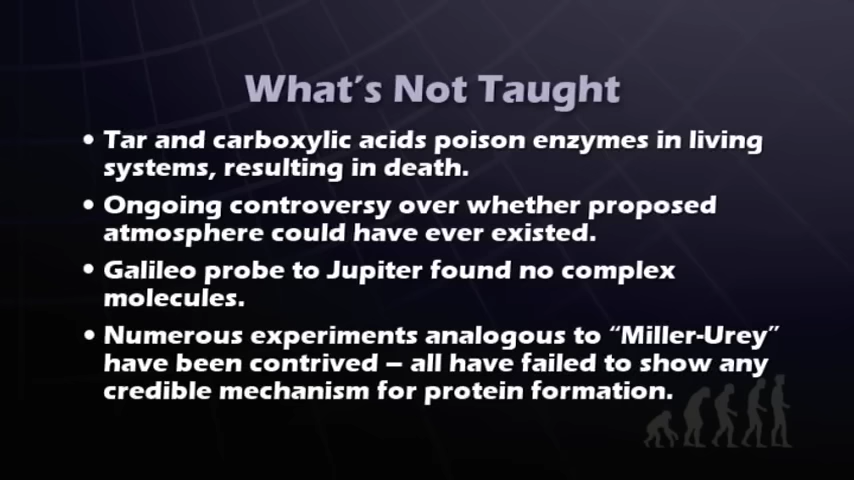 What's Not Taught
• Tar and carboxylic acids poison enzymes in living
systems, resulting in death.
• Ongoing controversy over whether proposed
atmosphere could have ever existed.
• Galileo probe to Jupiter found no complex
molecules.
• Numerous experiments analogous to “Miller-Urey”
have been contrived – all have failed to show any
credible mechanism for protein formation.